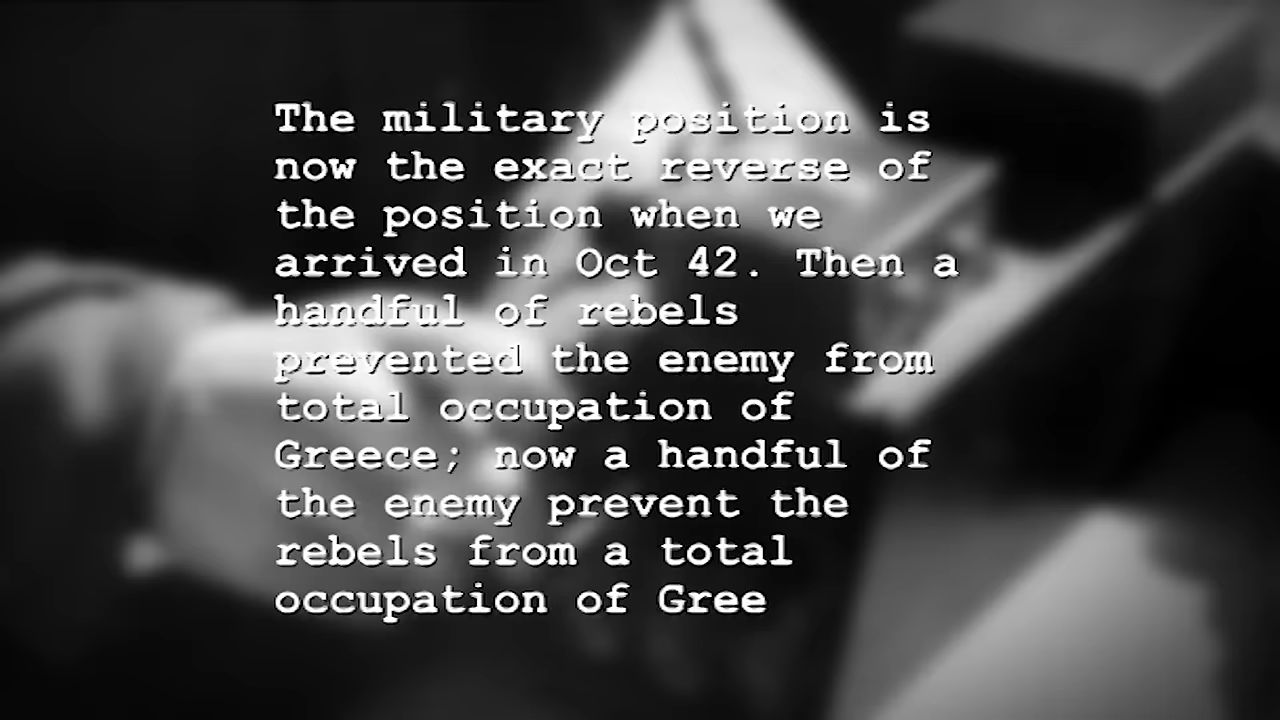 The military position is
now the exact reverse of
the position when we
arrived in Oct 42. Then a
handful of rebels
prevented the enemy from
total occupation of
Greece; now a handful of
the enemy prevent the
rebels from a total
occupation of Gree